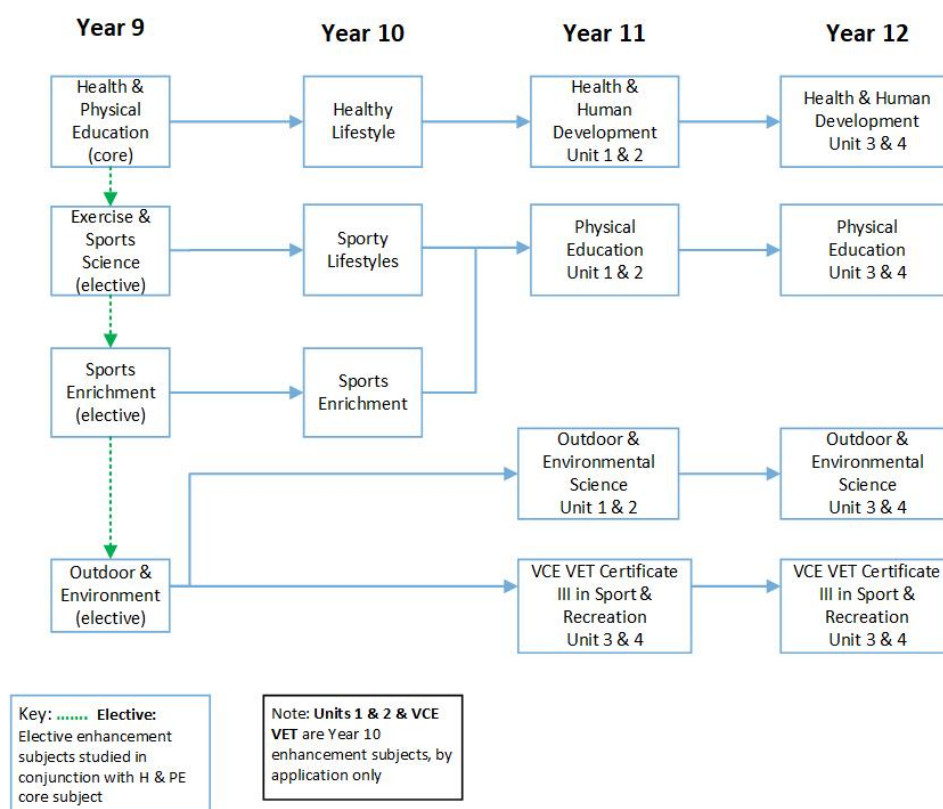 Year 9
Year 10
Year 11
Year 12
Health &
Physical
Education
(core)
Healthy
Lifestyle
Health &
Human
Development
Unit 1 & 2
Health & Human
Development
Unit 3 & 4
Exercise &
Sports
Science
(elective)
Sporty
Lifestyles
Physical
Education
Unit 1 & 2
Physical
Education
Unit 3 & 4
Sports
Enrichment
(elective)
Sports
Enrichment
Outdoor &
Environmental
Science
Unit 1 & 2
Outdoor &
Environmental
Science
Unit 3 & 4
Outdoor &
Environment
(elective)
VCE VET Certificate
III in Sport &
Recreation
Unit 3 & 4
VCE VET Certificate
III in Sport &
Recreation
Unit 3 & 4
Key: ....... Elective:
Elective enhancement
subjects studied in
conjunction with H & PE
core subject
Note: Units 1 & 2 & VCE
VET are Year 10
enhancement subjects, by
application only